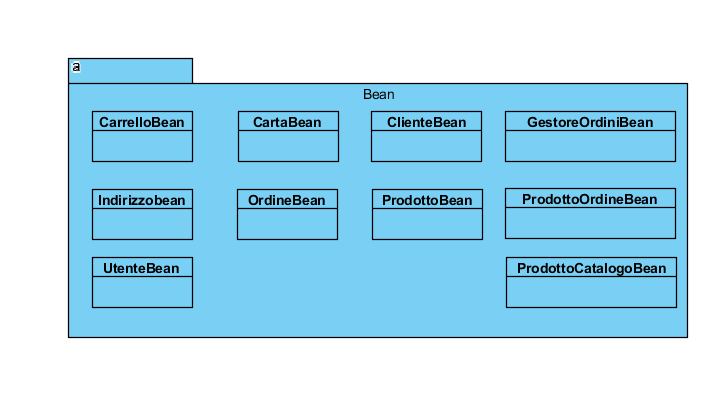 a
Bean
CarrelloBean
CartaBean
ClienteBean
GestoreOrdiniBean
Indirizzobean
OrdineBean
ProdottoBean
ProdottoOrdineBean
UtenteBean
ProdottoCatalogoBean